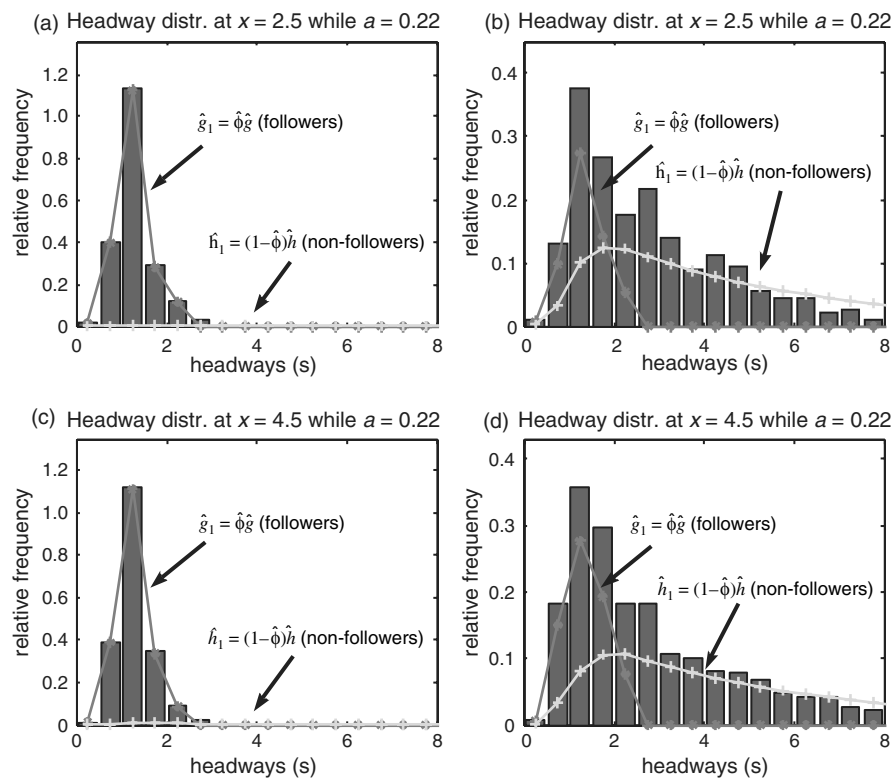 (a) Headway distr. at x = 2.5 while a = 0.22
relative frequency
1.2
1.0
0.8
0.6
0.4
0.2
0
ĝ₁ = ϕ̂ĝ (followers)
ĥ₁ = (1–ϕ̂)ĥ (non-followers)
0 2 4 6 8
headways (s)
(b) Headway distr. at x = 2.5 while a = 0.22
relative frequency
0.4
0.3
0.2
0.1
0
ĝ₁ = ϕ̂ĝ (followers)
ĥ₁ = (1–ϕ̂)ĥ (non-followers)
0 2 4 6 8
headways (s)
(c) Headway distr. at x = 4.5 while a = 0.22
relative frequency
1.2
1.0
0.8
0.6
0.4
0.2
0
ĝ₁ = ϕ̂ĝ (followers)
ĥ₁ = (1–ϕ̂)ĥ (non-followers)
0 2 4 6 8
headways (s)
(d) Headway distr. at x = 4.5 while a = 0.22
relative frequency
0.4
0.3
0.2
0.1
0
ĝ₁ = ϕ̂ĝ (followers)
ĥ₁ = (1–ϕ̂)ĥ (non-followers)
0 2 4 6 8
headways (s)